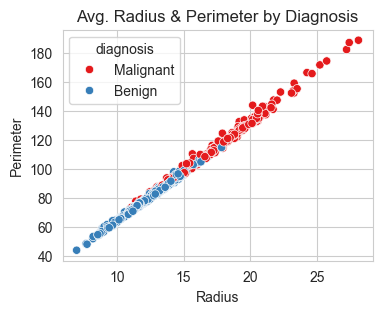 Avg. Radius & Perimeter by Diagnosis
diagnosis
Malignant
Benign
Perimeter
180
160
140
120
100
80
60
40
10
15
20
25
Radius